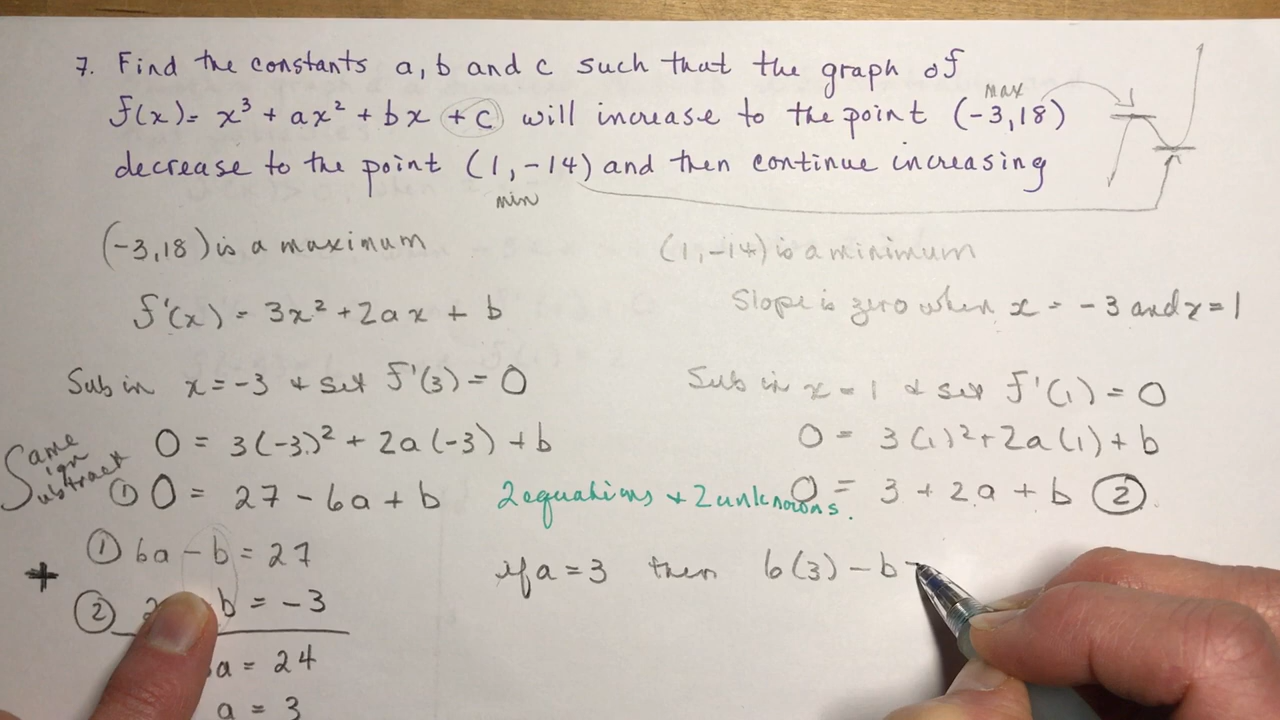 7. Find the constants a, b and c such that the graph of
f(x) = x³ + ax² + bx + c will increase to the point (-3,18)
max
decrease to the point (1, -14) and then continue increasing
min
(-3,18) is a maximum
(1,-14) is a minimum
f'(x) = 3x² + 2ax + b
Slope is zero when x = -3 and x = 1
Sub in x = -3 + set f'(3) = 0
Sub in x = 1 + set f'(1) = 0
0 = 3(-3)² + 2a(-3) + b
0 = 3(1)² + 2a(1) + b
Same
sign
Subtract
① 0 = 27 - 6a + b
2 equations + 2 unknowns.
0 = 3 + 2a + b ②
① 6a - b = 27
if a = 3 then 6(3) - b =
+
② 2 b = -3
a = 24
a = 3